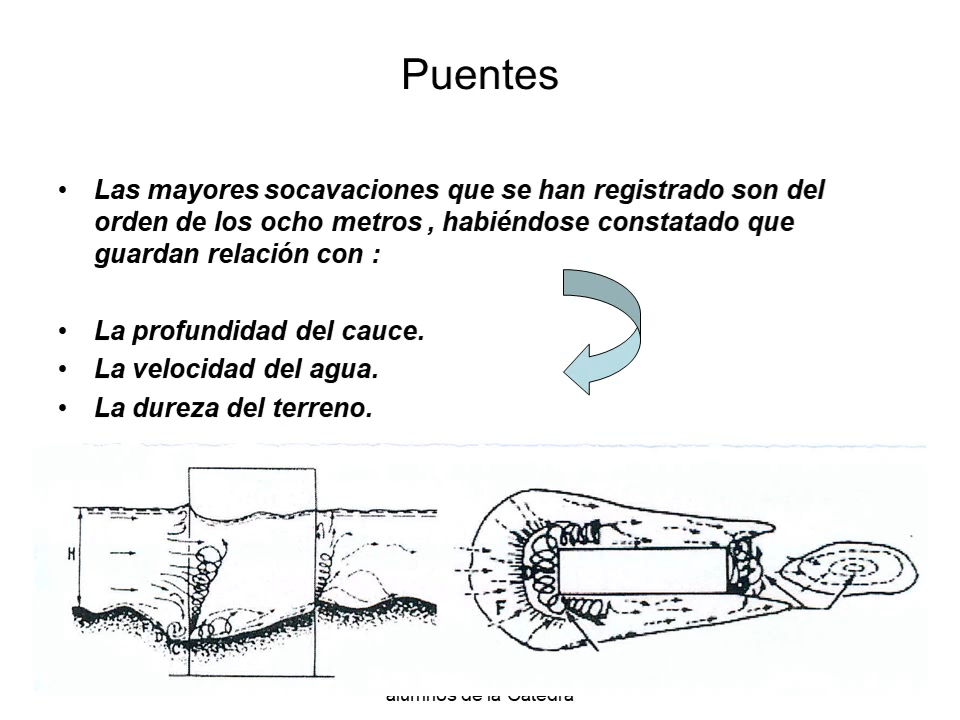 Puentes
• Las mayores socavaciones que se han registrado son del
orden de los ocho metros , habiéndose constatado que
guardan relación con :
• La profundidad del cauce.
• La velocidad del agua.
• La dureza del terreno.
H
D
C
F
alumnos de la Cátedra